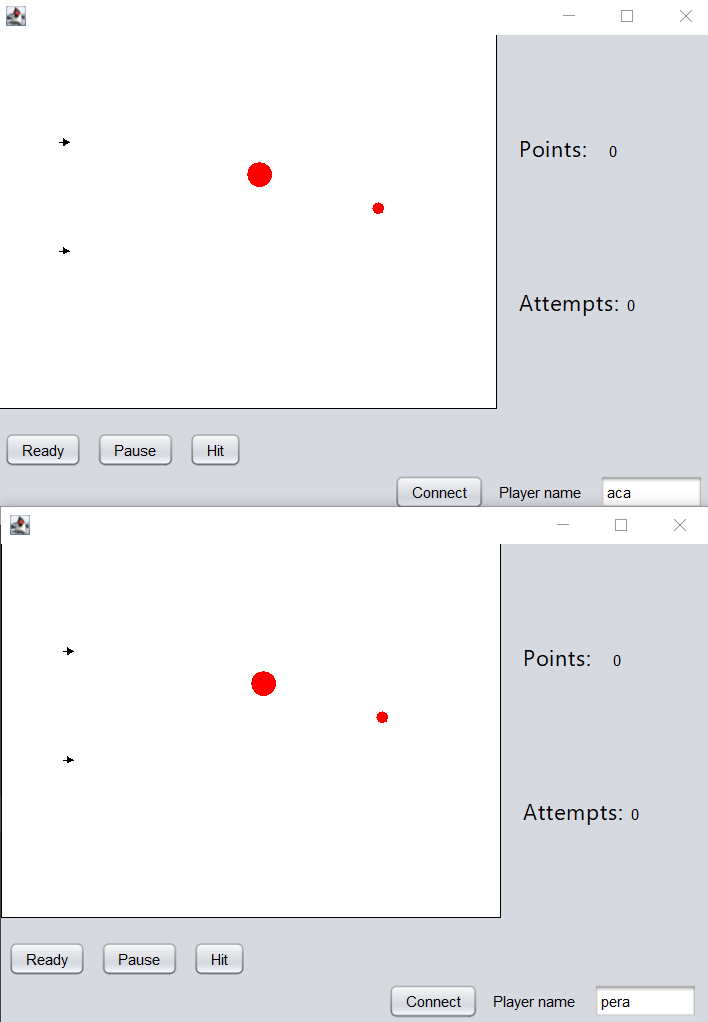 Points: 0
Attempts: 0
Ready Pause Hit
Connect Player name aca
Points: 0
Attempts: 0
Ready Pause Hit
Connect Player name pera